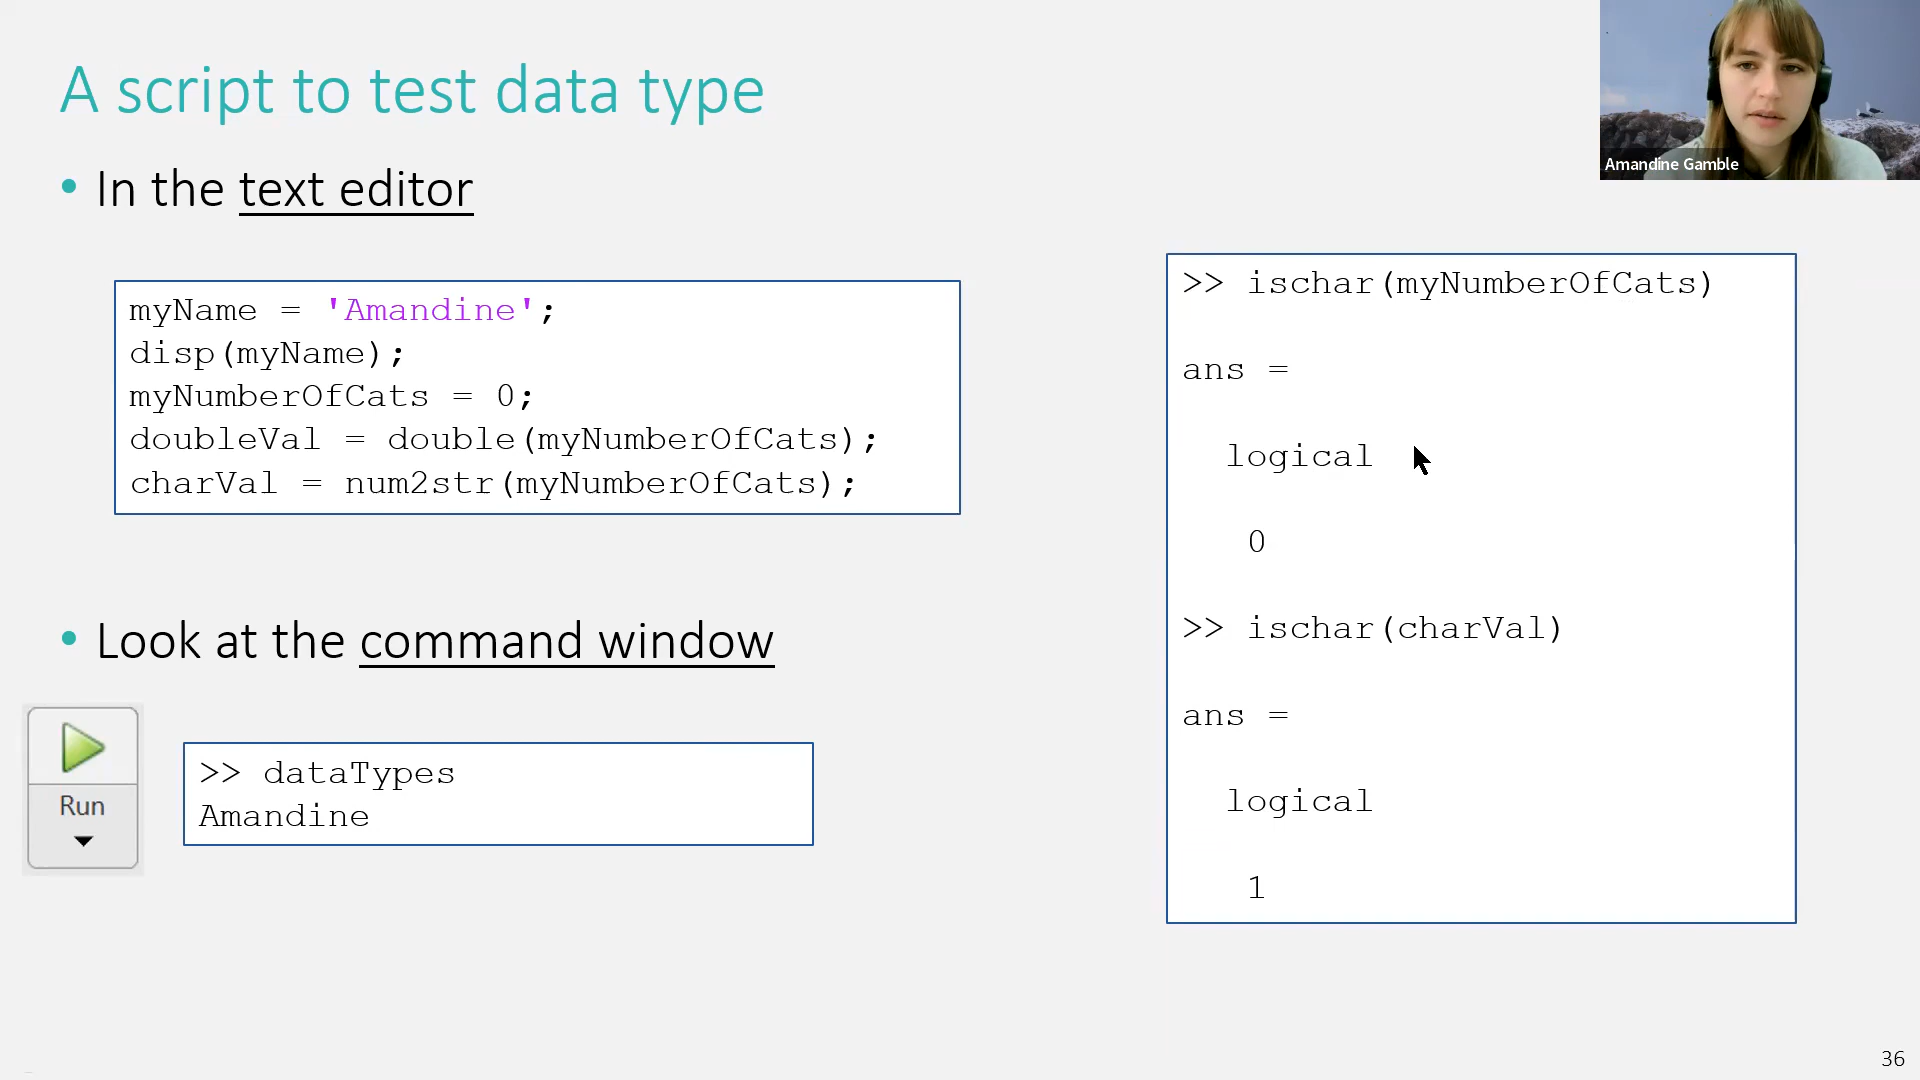 A script to test data type
• In the text editor
myName = 'Amandine';
disp(myName);
myNumberOfCats = 0;
doubleVal = double(myNumberOfCats);
charVal = num2str(myNumberOfCats);
• Look at the command window
Run
>> dataTypes
Amandine
>> ischar(myNumberOfCats)
ans =
logical
0
>> ischar(charVal)
ans =
logical
1
Amandine Gamble
36